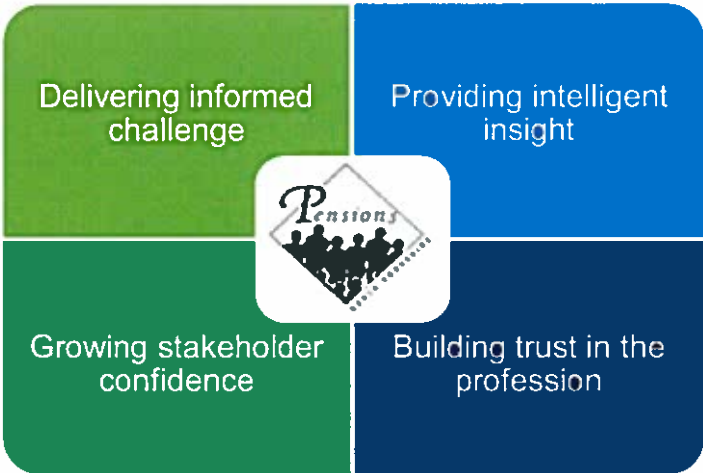 Delivering informed
challenge
Providing intelligent
insight
Pensions
Growing stakeholder
confidence
Building trust in the
profession